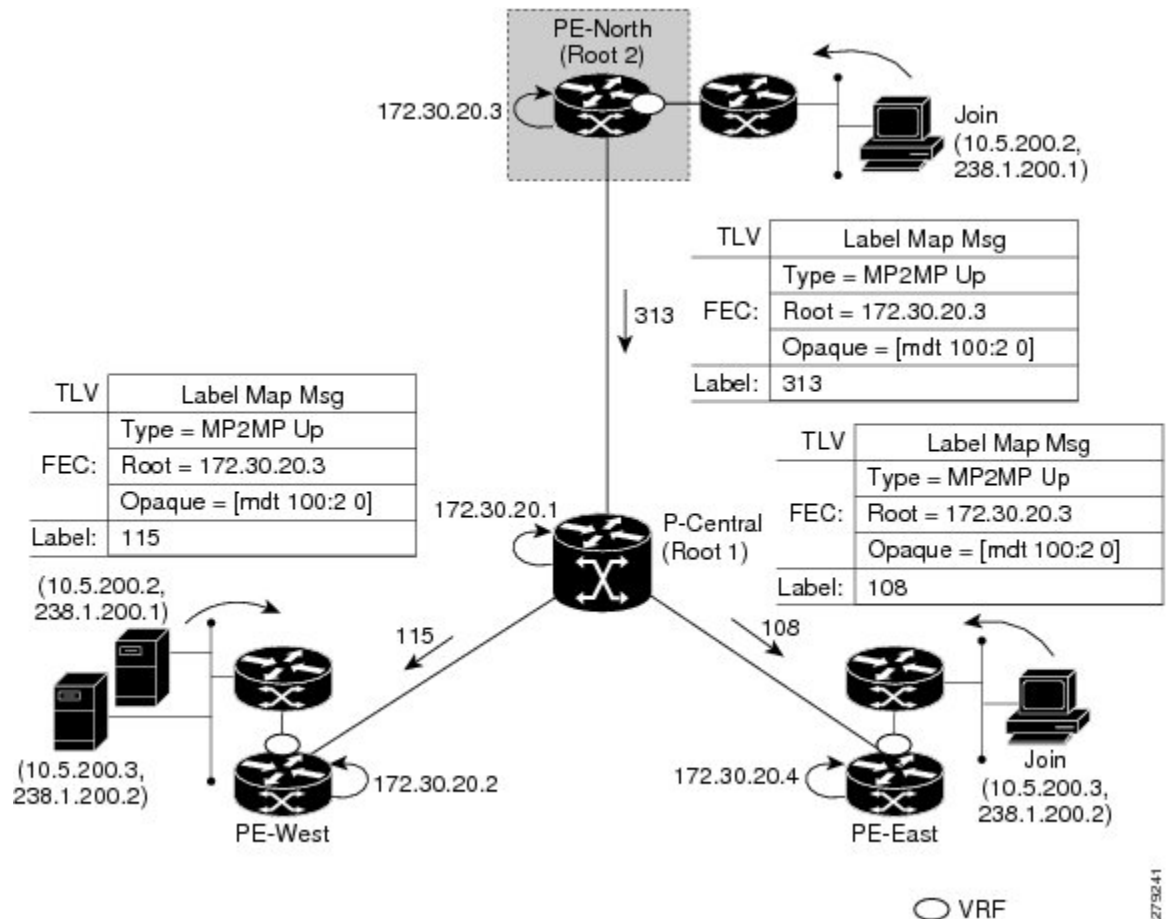 PE-North
(Root 2)
172.30.20.3
Join
(10.5.200.2,
238.1.200.1)
TLV Label Map Msg
Type = MP2MP Up
FEC: Root = 172.30.20.3
Opaque = [mdt 100:2 0]
Label: 313
313
TLV Label Map Msg
Type = MP2MP Up
FEC: Root = 172.30.20.3
Opaque = [mdt 100:2 0]
Label: 115
TLV Label Map Msg
Type = MP2MP Up
FEC: Root = 172.30.20.3
Opaque = [mdt 100:2 0]
Label: 108
172.30.20.1
P-Central
(Root 1)
(10.5.200.2,
238.1.200.1)
115
108
(10.5.200.3,
238.1.200.2)
172.30.20.2
PE-West
172.30.20.4
PE-East
Join
(10.5.200.3,
238.1.200.2)
VRF
279241